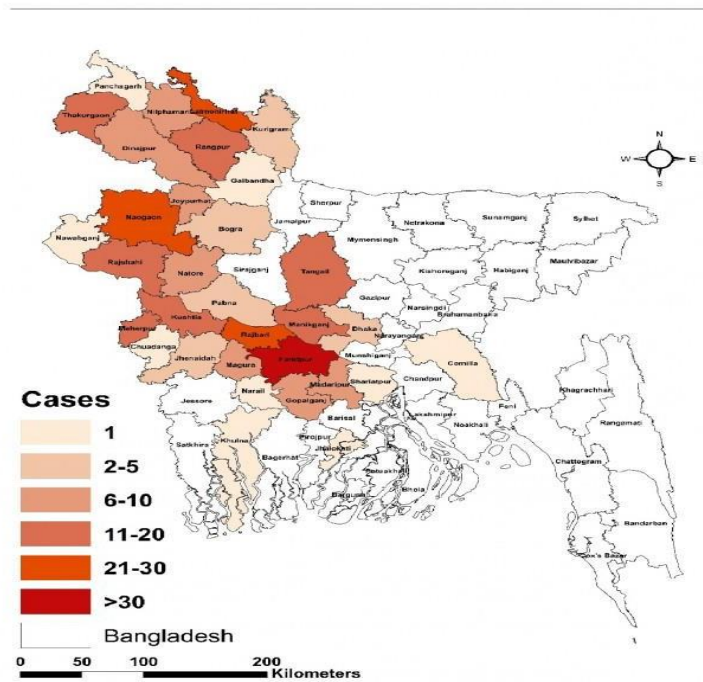 Panchagarh
Thakurgaon
Nilphamari
Lalmonirhat
Kurigram
Dinajpur
Rangpur
Gaibandha
N
W
E
S
Joypurhat
Naogaon
Bogra
Jamalpur
Sherpur
Netrokona
Sunamganj
Sylhet
Mymensingh
Nawabganj
Rajshahi
Natore
Sirajganj
Tangail
Kishoreganj
Habiganj
Maulvibazar
Gazipur
Pabna
Narsingdi
Brahamanbaria
Meherpur
Kushtia
Rajbari
Manikganj
Dhaka
Narayanganj
Chuadanga
Jhenaidah
Magura
Faridpur
Munshiganj
Comilla
Madaripur
Shariatpur
Chandpur
Cases
Jessore
Narail
Gopalganj
Khagrachhari
Barisal
Lakshmipur
Feni
Noakhali
Rangamati
Satkhira
Khulna
Pirojpur
Jhalokati
Bagerhat
Patuakhali
Bhola
Barguna
Chattogram
Bandarban
Cox's Bazar
1
2-5
6-10
11-20
21-30
>30
Bangladesh
0 50 100 200
Kilometers